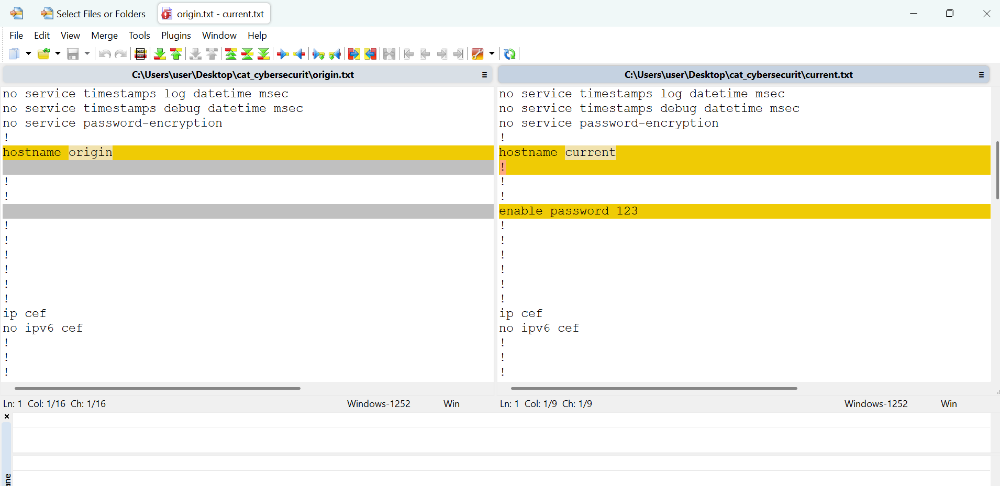 Select Files or Folders
origin.txt - current.txt
File Edit View Merge Tools Plugins Window Help
C:\Users\user\Desktop\cat_cybersecurit\origin.txt
no service timestamps log datetime msec
no service timestamps debug datetime msec
no service password-encryption
!
hostname origin
!
!
!
!
!
!
!
!
ip cef
no ipv6 cef
!
!
!
Ln: 1 Col: 1/16 Ch: 1/16 Windows-1252 Win
C:\Users\user\Desktop\cat_cybersecurit\current.txt
no service timestamps log datetime msec
no service timestamps debug datetime msec
no service password-encryption
!
hostname current
!
!
!
enable password 123
!
!
!
!
!
!
ip cef
no ipv6 cef
!
!
!
Ln: 1 Col: 1/9 Ch: 1/9 Windows-1252 Win